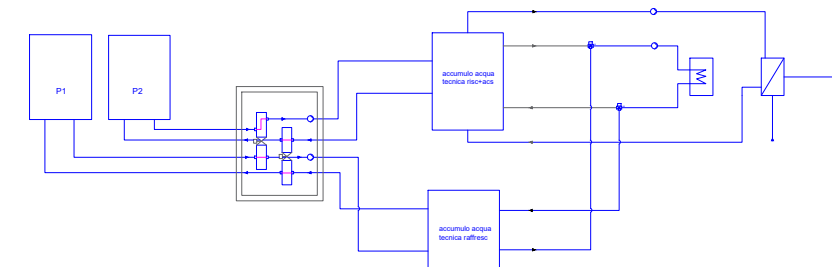 P1
P2
accumulo acqua
tecnica risc+acs
accumulo acqua
tecnica raffresc